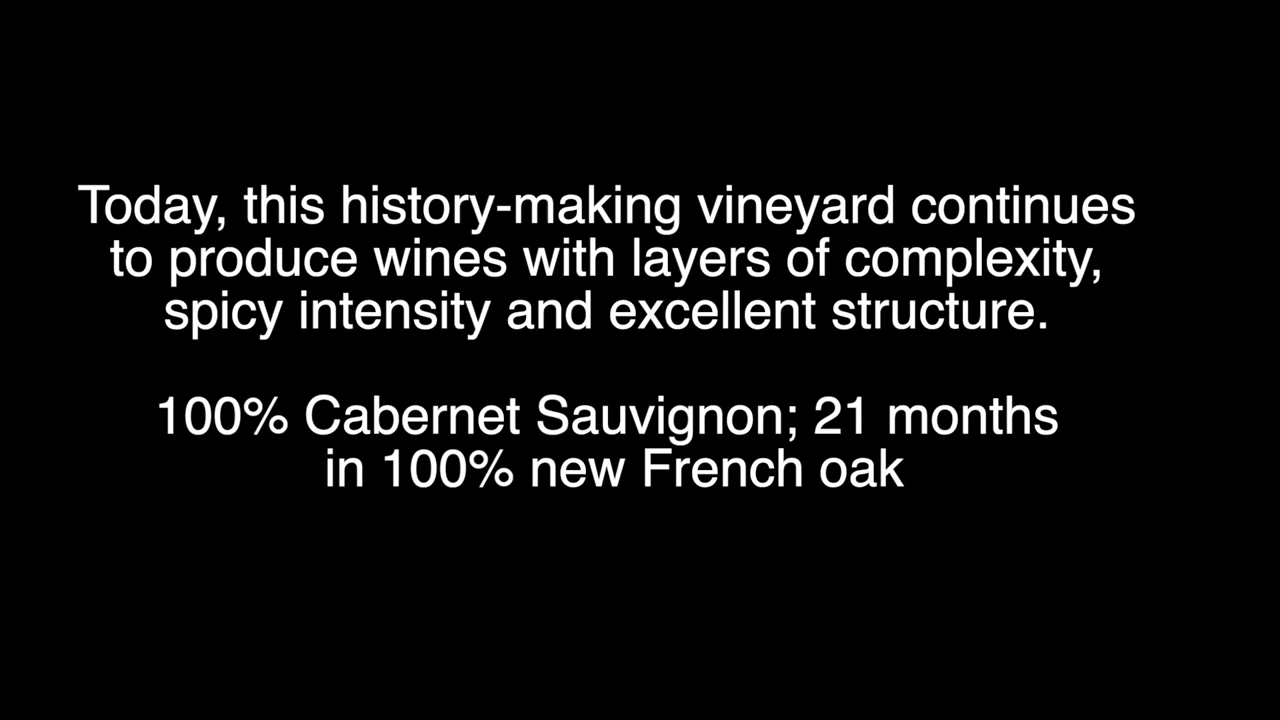 Today, this history-making vineyard continues
to produce wines with layers of complexity,
spicy intensity and excellent structure.
100% Cabernet Sauvignon; 21 months
in 100% new French oak